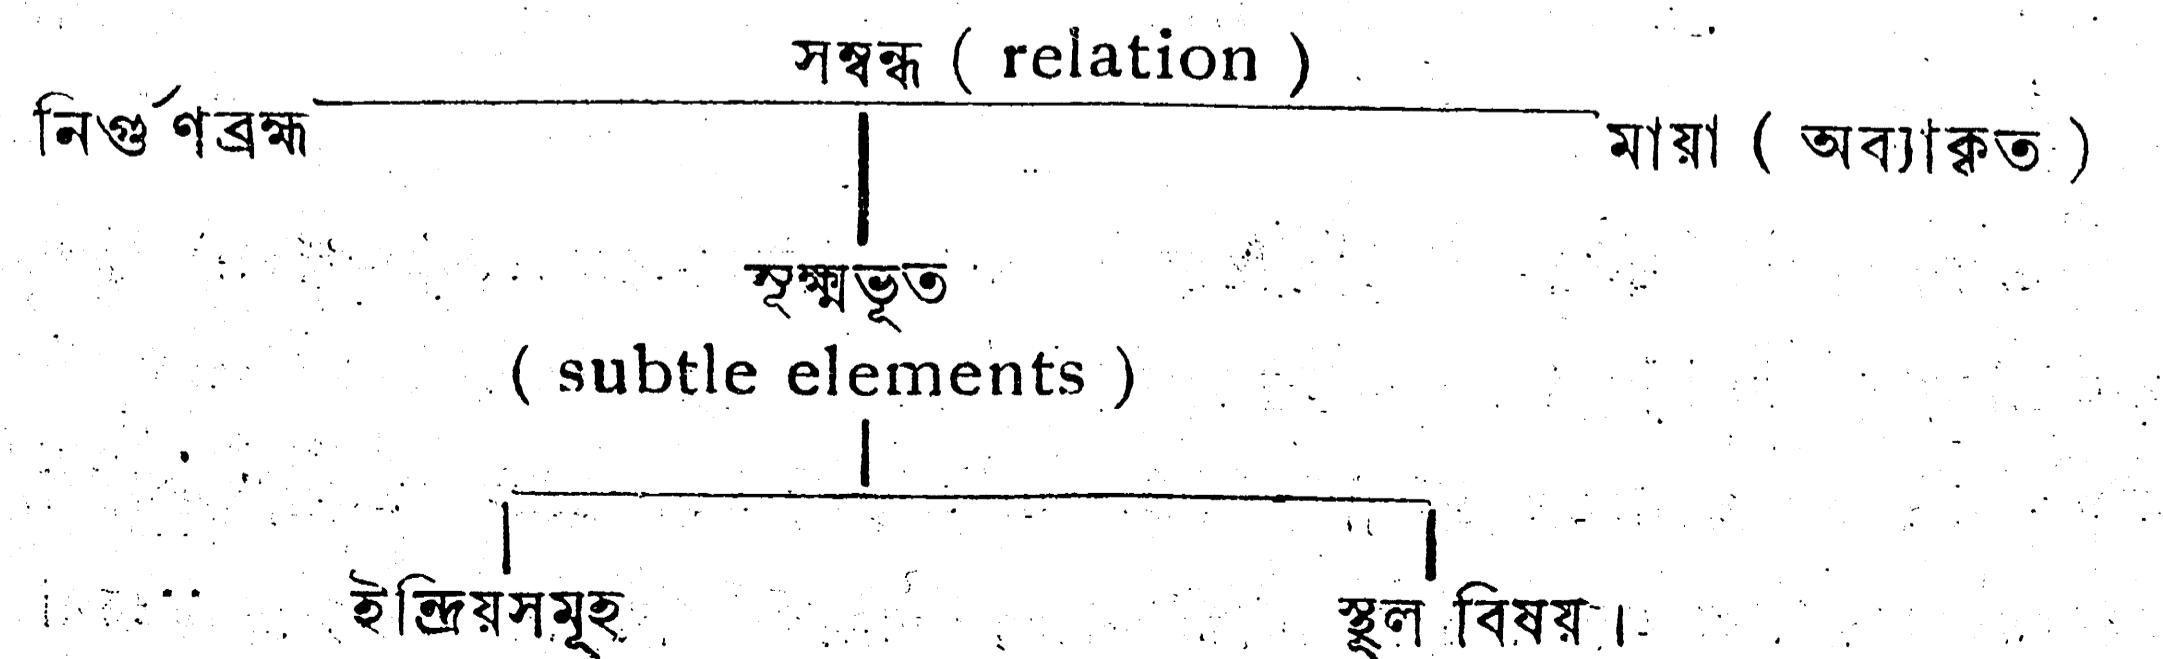 সম্বন্ধ ( relation )
নির্গুণব্রহ্ম মায়া ( অব্যাকৃত )
সূক্ষ্মভূত
( subtle elements )
ইন্দ্রিয়সমূহ স্থূল বিষয় ।